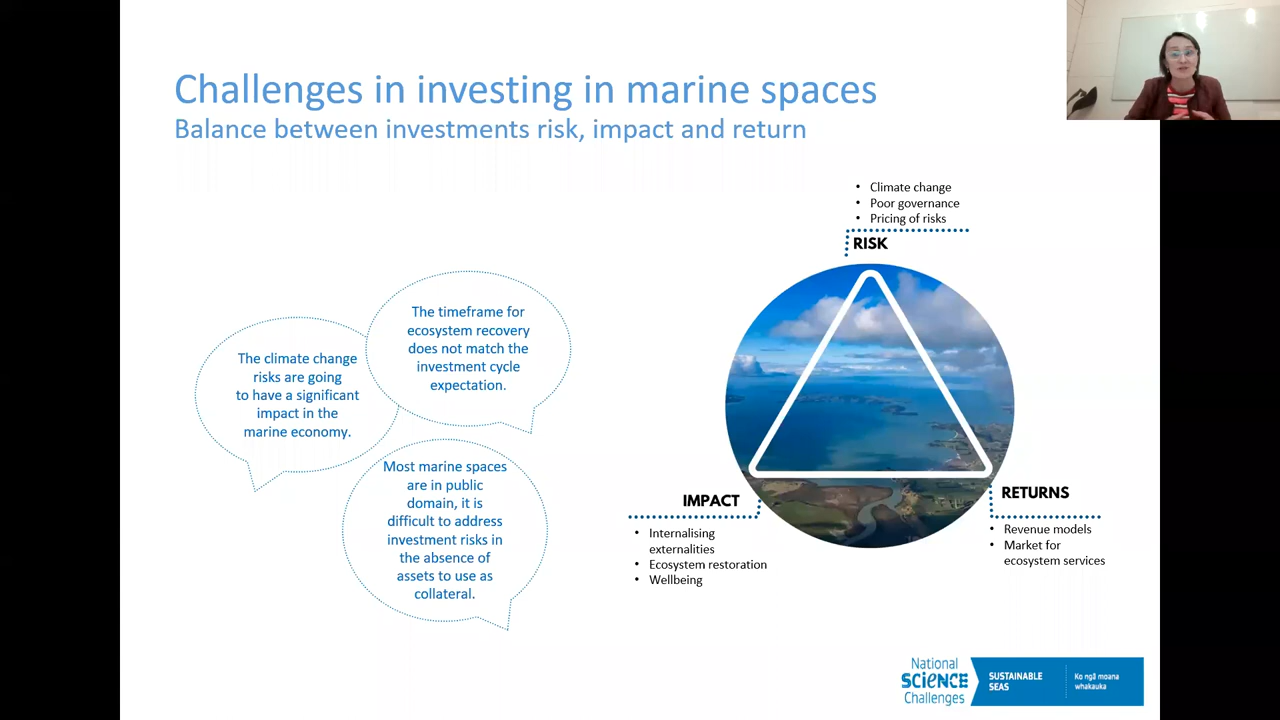 Challenges in investing in marine spaces
Balance between investments risk, impact and return
The climate change
risks are going
to have a significant
impact in the
marine economy.
The timeframe for
ecosystem recovery
does not match the
investment cycle
expectation.
Most marine spaces
are in public
domain, it is
difficult to address
investment risks in
the absence of
assets to use as
collateral.
• Climate change
• Poor governance
• Pricing of risks
RISK
IMPACT
• Internalising
externalities
• Ecosystem restoration
• Wellbeing
RETURNS
• Revenue models
• Market for
ecosystem services
National
SCIENCE
Challenges
SUSTAINABLE
SEAS
Ko ngā moana
whakauka